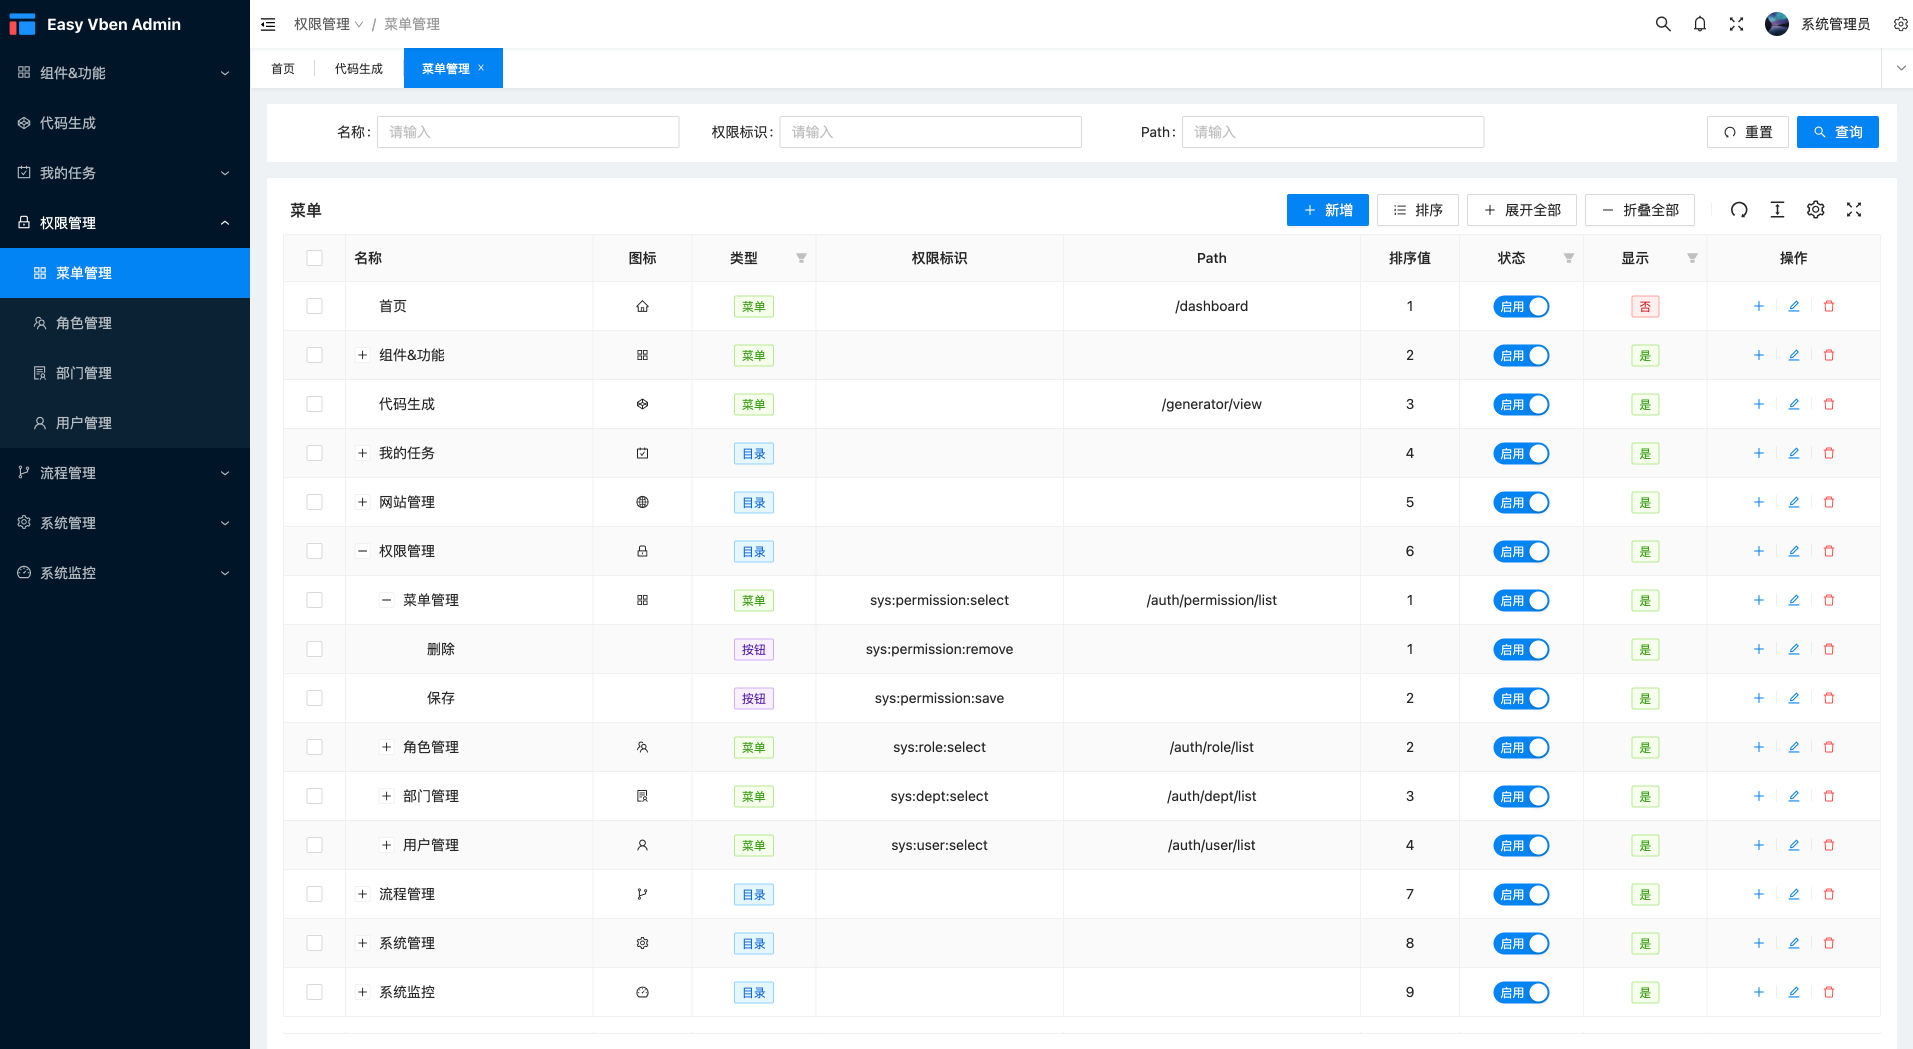 Easy Vben Admin
组件&功能
代码生成
我的任务
权限管理
菜单管理
角色管理
部门管理
用户管理
流程管理
系统管理
系统监控
权限管理 / 菜单管理
系统管理员
首页 代码生成 菜单管理 ×
名称: 请输入 权限标识: 请输入 Path: 请输入 重置 查询
菜单 新增 排序 展开全部 折叠全部
名称 图标 类型 权限标识 Path 排序值 状态 显示 操作
首页 菜单 /dashboard 1 启用 否
组件&功能 菜单 2 启用 是
代码生成 菜单 /generator/view 3 启用 是
我的任务 目录 4 启用 是
网站管理 目录 5 启用 是
权限管理 目录 6 启用 是
菜单管理 菜单 sys:permission:select /auth/permission/list 1 启用 是
删除 按钮 sys:permission:remove 1 启用 是
保存 按钮 sys:permission:save 2 启用 是
角色管理 菜单 sys:role:select /auth/role/list 2 启用 是
部门管理 菜单 sys:dept:select /auth/dept/list 3 启用 是
用户管理 菜单 sys:user:select /auth/user/list 4 启用 是
流程管理 目录 7 启用 是
系统管理 目录 8 启用 是
系统监控 目录 9 启用 是